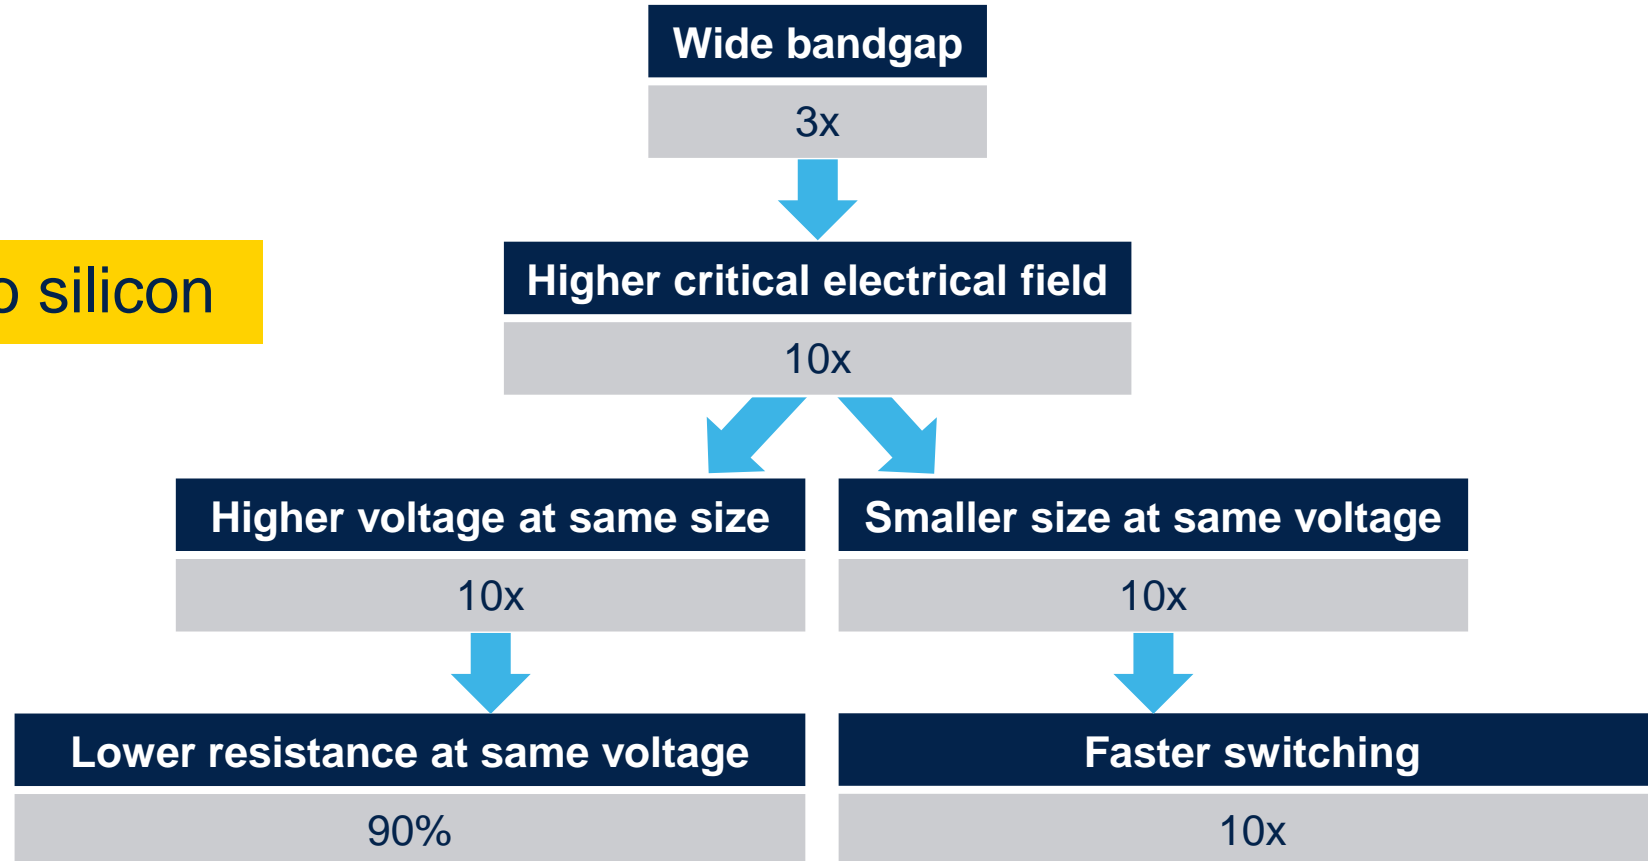 Wide bandgap
3x
silicon
Higher critical electrical field
10x
Higher voltage at same size
Smaller size at same voltage
10x
10x
Lower resistance at same voltage
Faster switching
90%
10x